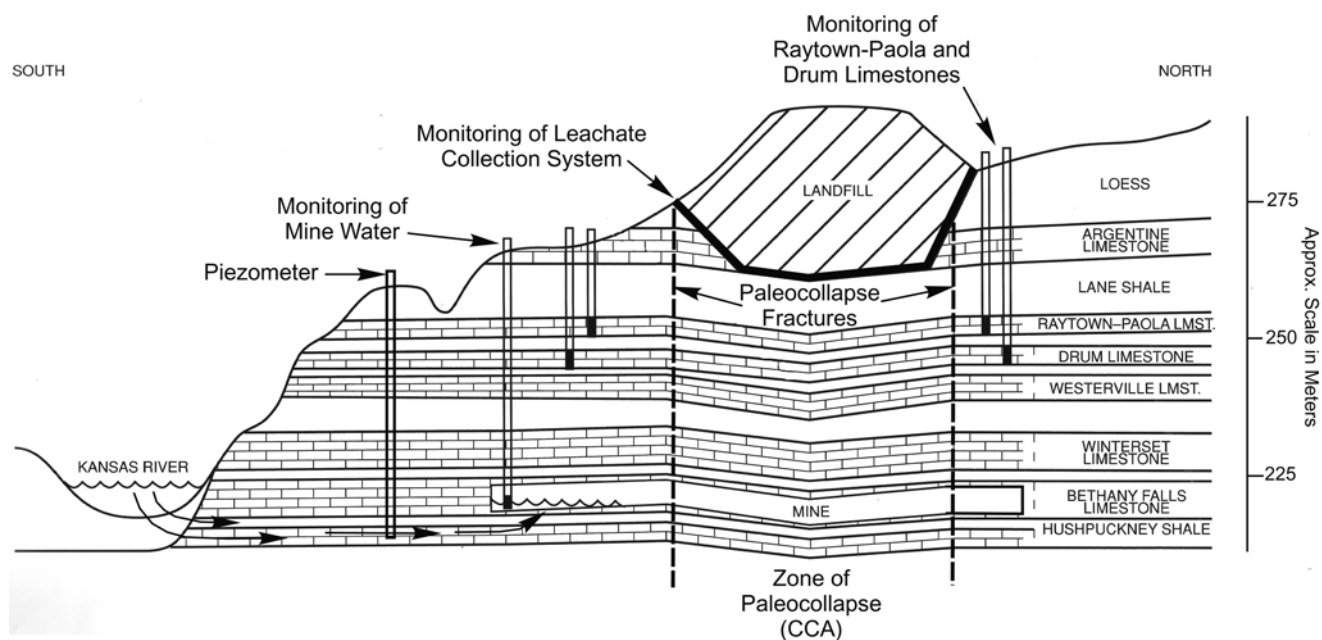 Monitoring of
Raytown-Paola and
Drum Limestones
SOUTH
NORTH
Monitoring of Leachate
Collection System
LANDFILL
LOESS
Monitoring of
Mine Water
275
ARGENTINE
LIMESTONE
Piezometer
Paleocollapse
Fractures
LANE SHALE
Approx. Scale in Meters
RAYTOWN-PAOLA LMST.
250
DRUM LIMESTONE
WESTERVILLE LMST.
WINTERSET
LIMESTONE
KANSAS RIVER
225
BETHANY FALLS
LIMESTONE
MINE
HUSHPUCKNEY SHALE
Zone of
Paleocollapse
(CCA)